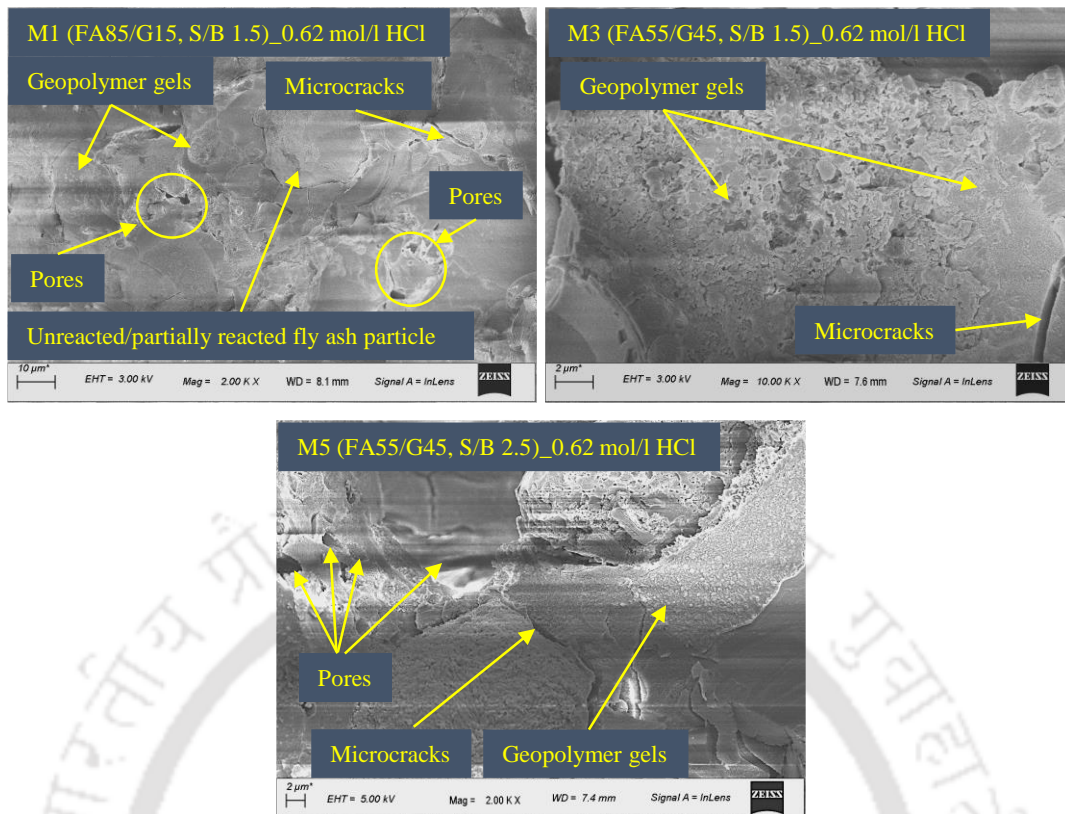 M1 (FA85/G15, S/B 1.5)_0.62 mol/l HCl
Geopolymer gels
Microcracks
Pores
Pores
Unreacted/partially reacted fly ash particle
10 µm*
EHT = 3.00 kV
Mag = 2.00 K X
WD = 8.1 mm
Signal A = InLens
ZEISS
M3 (FA55/G45, S/B 1.5)_0.62 mol/l HCl
Geopolymer gels
Microcracks
2 µm*
EHT = 3.00 kV
Mag = 10.00 K X
WD = 7.6 mm
Signal A = InLens
ZEISS
M5 (FA55/G45, S/B 2.5)_0.62 mol/l HCl
Pores
Microcracks
Geopolymer gels
2 µm*
EHT = 5.00 kV
Mag = 2.00 K X
WD = 7.4 mm
Signal A = InLens
ZEISS